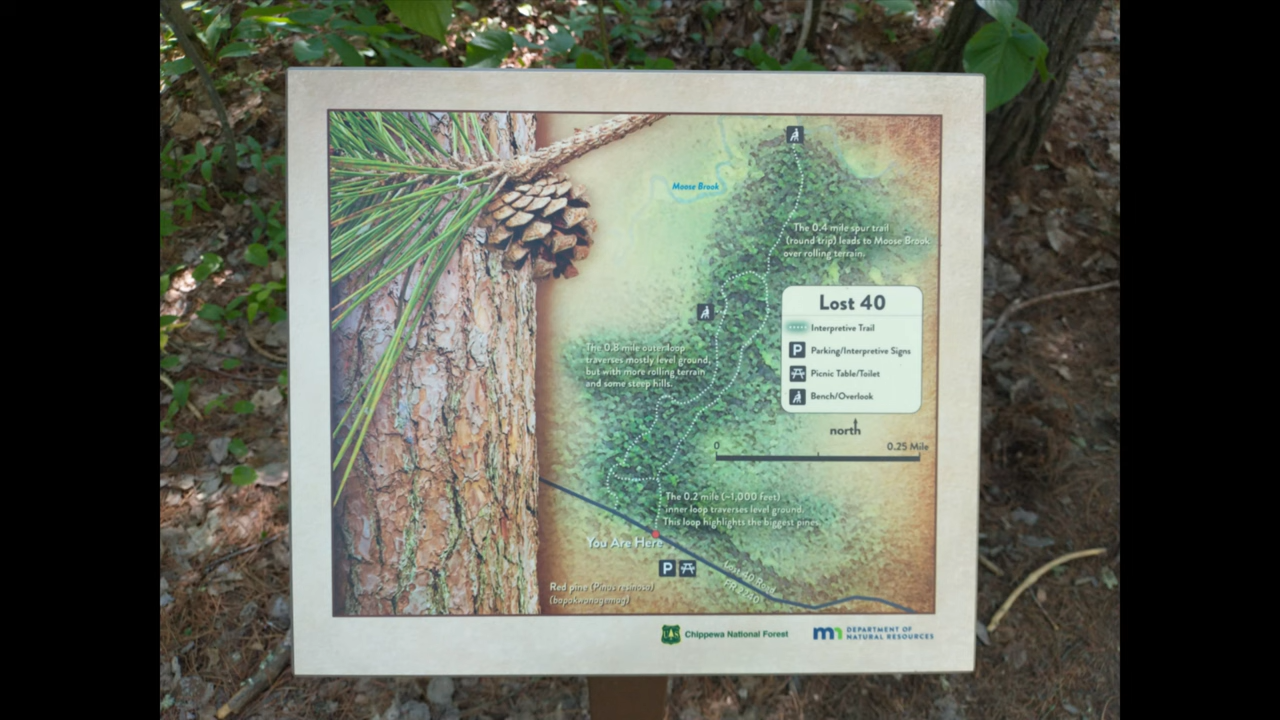 Moose Brook
The 0.4 mile spur trail
(round trip) leads to Moose Brook
over rolling terrain.
Lost 40
Interpretive Trail
P Parking/Interpretive Signs
Picnic Table/Toilet
Bench/Overlook
The 0.8 mile outer loop
traverses mostly level ground,
but with more rolling terrain
and some steep hills.
north
0 0.25 Mile
The 0.2 mile (~1,000 feet)
inner loop traverses level ground.
This loop highlights the biggest pines.
You Are Here
P
Lost 40 Road
Red pine (Pinus resinosa)
Chippewa National Forest
mn DEPARTMENT OF
NATURAL RESOURCES